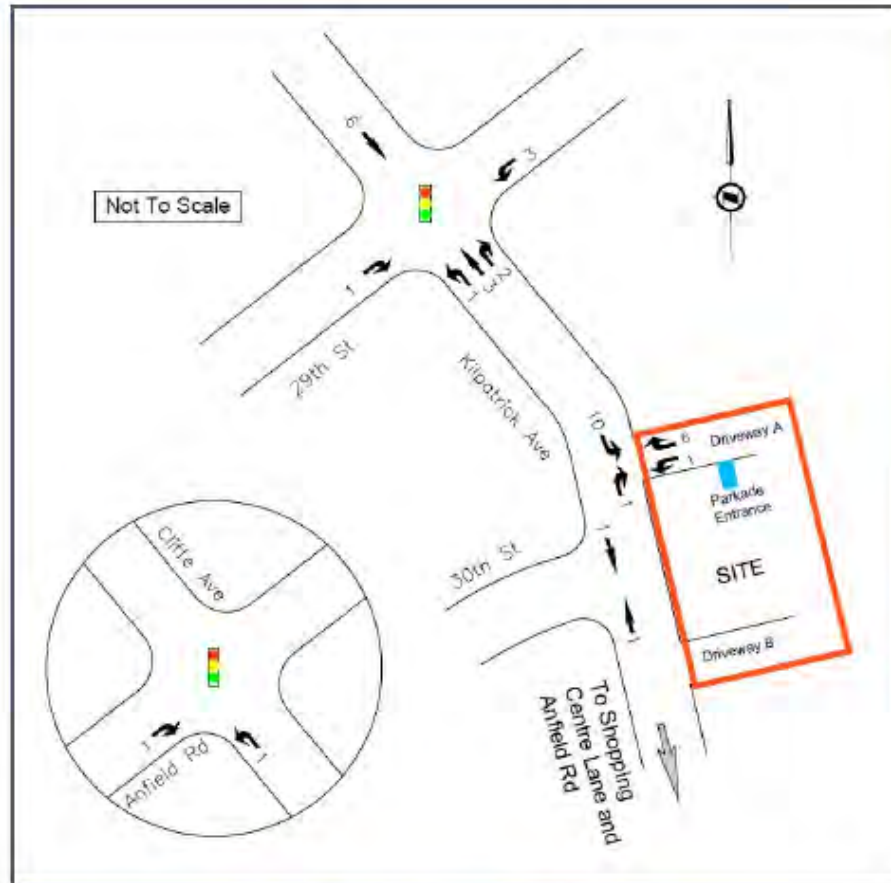 6
3
Not To Scale
1
1
3
2
29th St
Kilpatrick Ave
10
6
Driveway A
1
1
Parkade
Entrance
1
30th St
SITE
1
Driveway B
Cliffe Ave
To Shopping
Centre Lane and
Anfield Rd
1
1
Anfield Rd